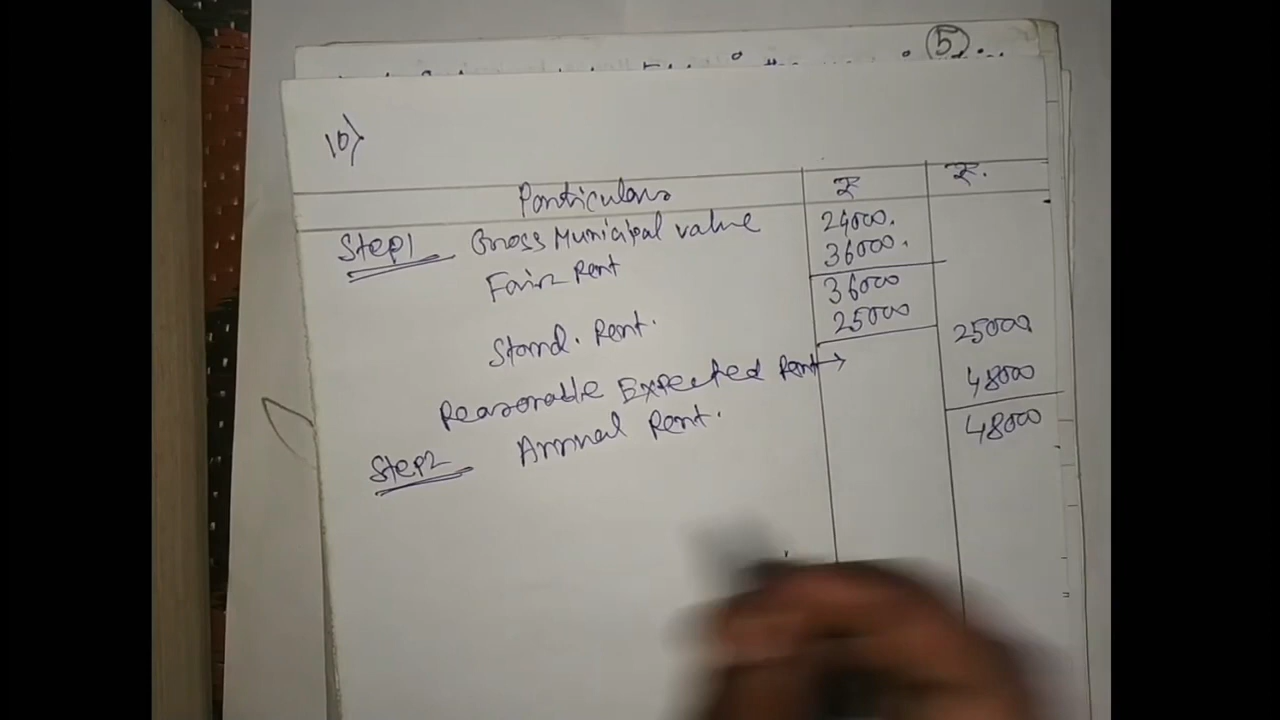 5
10)
Particulars ₹ ₹.
Step1 Gross Municipal value 24000.
Fair Rent 36000.
36000
Stand. Rent. 25000
Reasonable Expected Rent → 25000
Step2 Annual Rent. 48000
48000